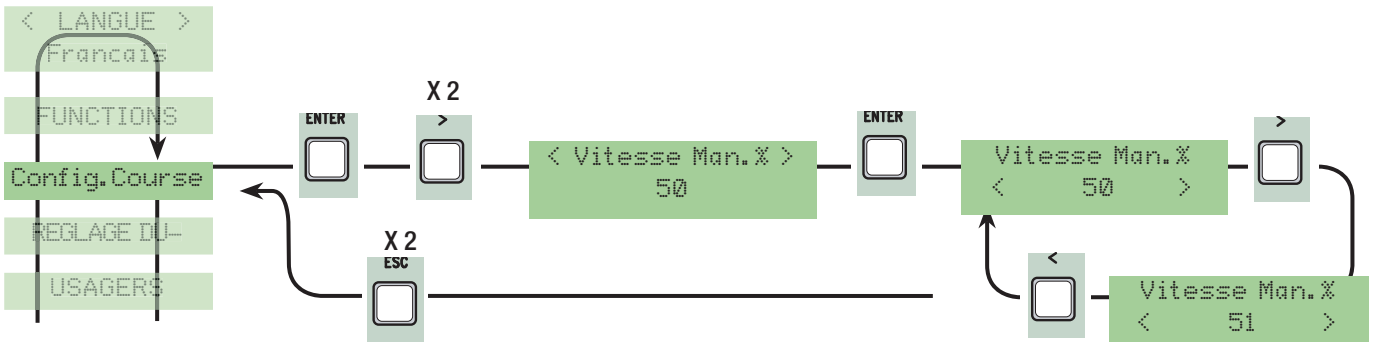 < LANGUE >
Francais
FUNCTIONS
Config.Course
REGLAGE DU-
USAGERS
ENTER
X 2
>
< Vitesse Man.% >
50
ENTER
Vitesse Man.%
< 50 >
>
<
Vitesse Man.%
< 51 >
X 2
ESC